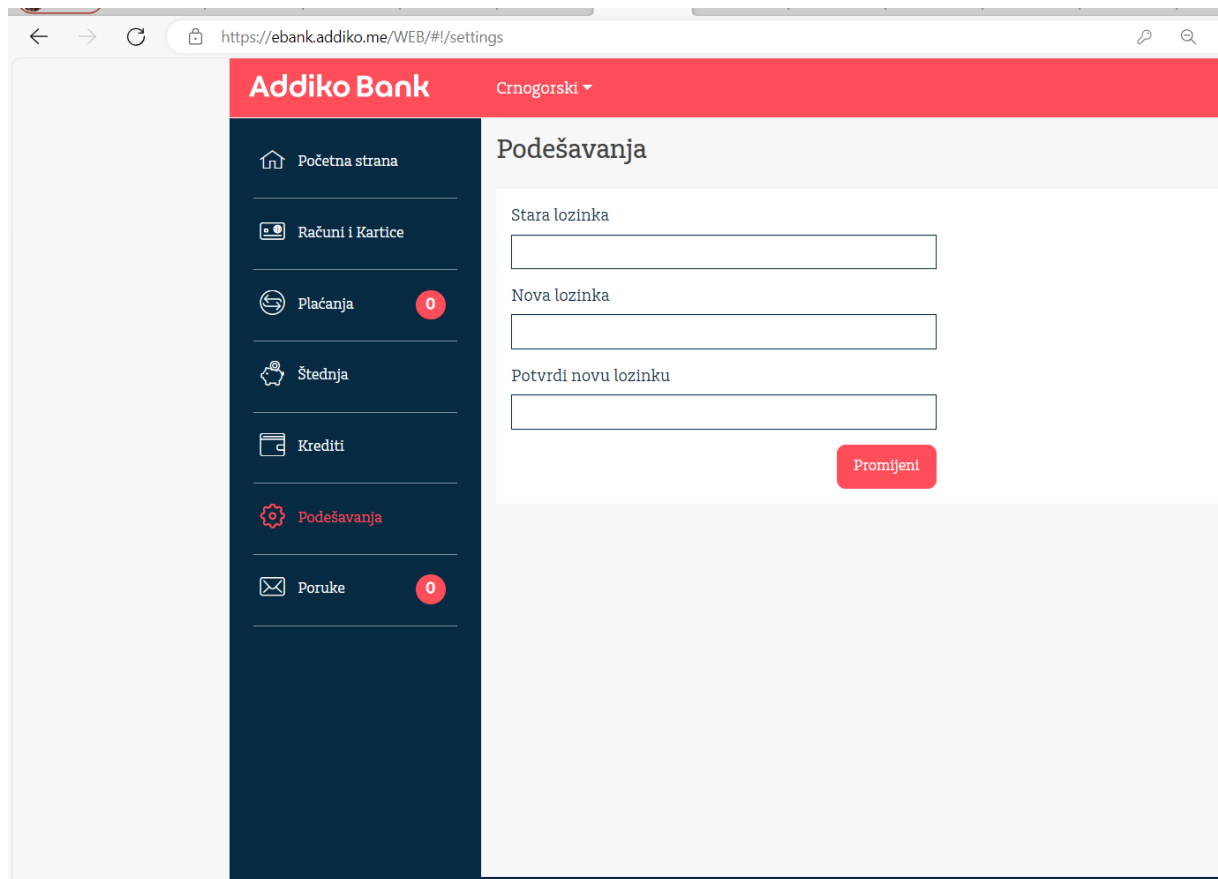 https://ebank.addiko.me/WEB/#!/settings
Addiko Bank
Crnogorski
Početna strana
Računi i Kartice
Plaćanja 0
Štednja
Krediti
Podešavanja
Poruke 0
Podešavanja
Stara lozinka
Nova lozinka
Potvrdi novu lozinku
Promijeni